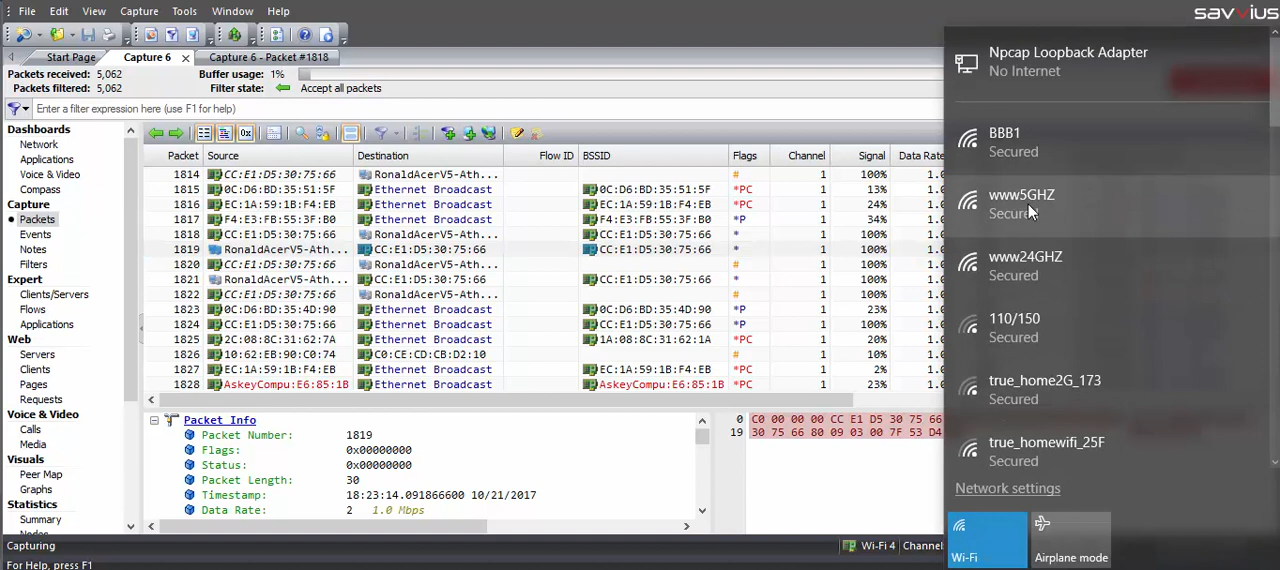 File Edit View Capture Tools Window Help
savvius
Start Page Capture 6 Capture 6 - Packet #1818
Packets received: 5,062 Buffer usage: 1%
Packets filtered: 5,062 Filter state: Accept all packets
Enter a filter expression here (use F1 for help)
Dashboards
Network
Applications
Voice & Video
Compass
Capture
Packets
Events
Notes
Filters
Expert
Clients/Servers
Flows
Applications
Web
Servers
Clients
Pages
Requests
Voice & Video
Calls
Media
Visuals
Peer Map
Graphs
Statistics
Summary
Nodes
Packet Source Destination Flow ID BSSID Flags Channel Signal Data Rate
1814 CC:E1:D5:30:75:66 RonaldAcerV5-Ath... # 1 100% 1.0
1815 0C:D6:BD:35:51:5F Ethernet Broadcast 0C:D6:BD:35:51:5F *PC 1 13% 1.0
1816 EC:1A:59:1B:F4:EB Ethernet Broadcast EC:1A:59:1B:F4:EB *PC 1 24% 1.0
1817 F4:E3:FB:55:3F:B0 Ethernet Broadcast F4:E3:FB:55:3F:B0 *P 1 34% 1.0
1818 CC:E1:D5:30:75:66 RonaldAcerV5-Ath... CC:E1:D5:30:75:66 * 1 100% 1.0
1819 RonaldAcerV5-Ath... CC:E1:D5:30:75:66 CC:E1:D5:30:75:66 * 1 100% 1.0
1820 CC:E1:D5:30:75:66 RonaldAcerV5-Ath... # 1 100% 1.0
1821 RonaldAcerV5-Ath... CC:E1:D5:30:75:66 CC:E1:D5:30:75:66 * 1 100% 1.0
1822 CC:E1:D5:30:75:66 RonaldAcerV5-Ath... # 1 100% 1.0
1823 0C:D6:BD:35:4D:90 Ethernet Broadcast 0C:D6:BD:35:4D:90 *P 1 23% 1.0
1824 CC:E1:D5:30:75:66 Ethernet Broadcast CC:E1:D5:30:75:66 *P 1 100% 1.0
1825 2C:08:8C:31:62:7A Ethernet Broadcast 1A:08:8C:31:62:1A *PC 1 21% 1.0
1826 10:62:EB:90:C0:74 C0:CE:CD:CB:D2:10 # 1 10% 1.0
1827 EC:1A:59:1B:F4:EB Ethernet Broadcast EC:1A:59:1B:F4:EB *PC 1 2% 1.0
1828 AskeyCompu:E6:85:1B Ethernet Broadcast AskeyCompu:E6:85:1B *PC 1 23% 1.0
Packet Info
Packet Number: 1819
Flags: 0x00000000
Status: 0x00000000
Packet Length: 30
Timestamp: 18:23:14.091866600 10/21/2017
Data Rate: 2 1.0 Mbps
0 C0 00 00 00 CC E1 D5 30 75 66
19 30 75 66 80 09 03 00 7F 53 D4
Npcap Loopback Adapter
No Internet
BBB1
Secured
www5GHZ
Secured
www24GHZ
Secured
110/150
Secured
true_home2G_173
Secured
true_homewifi_25F
Secured
Network settings
Wi-Fi
Airplane mode
Capturing Wi-Fi 4 Channel
For Help, press F1